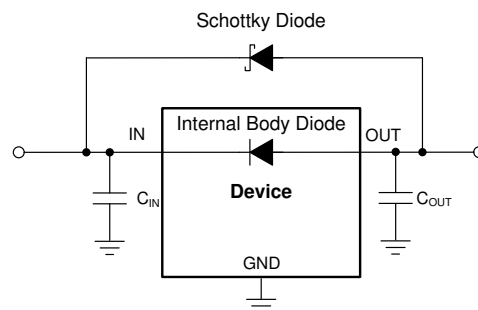 Schottky Diode
IN
Internal Body Diode
OUT
Device
CIN
COUT
GND